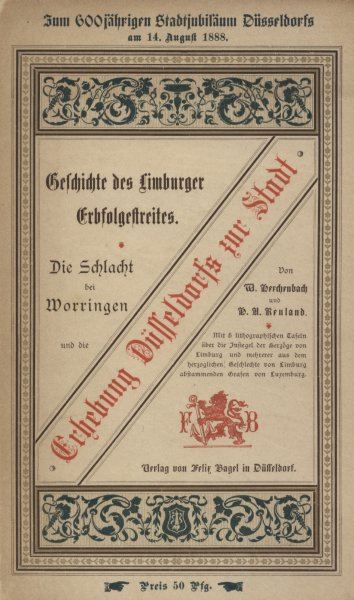 Zum 600jährigen Stadtjubiläum Düsseldorfs
am 14. August 1888.
Geschichte des Limburger
Erbfolgestreites.
Die Schlacht
bei
Worringen
und die
Erhebung Düsseldorfs zur Stadt
Von
W. Herchenbach
und
H. A. Reuland.
Mit 6 lithographischen Tafeln
über die Insiegel der Herzöge von
Limburg und mehrerer aus dem
herzoglichen Geschlechte von Limburg
abstammenden Grafen von Luxemburg.
F B
Verlag von Felix Bagel in Düsseldorf.
Preis 50 Pfg.